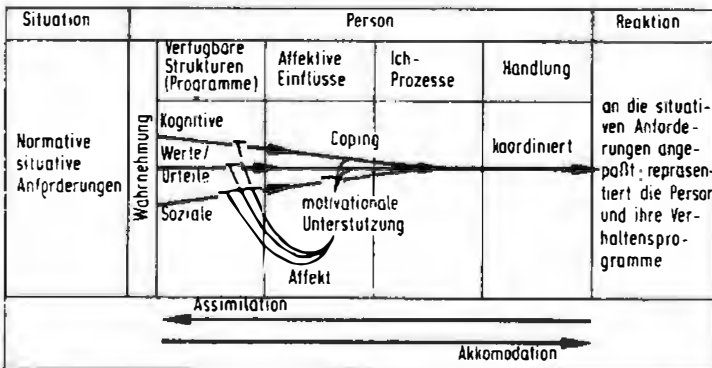 Situation
Person
Reaktion
Wahrnehmung
Verfügbare
Strukturen
(Programme)
Affektive
Einflüsse
Ich-
Prozesse
Handlung
Normative
situative
Anforderungen
Kognitive
Werte/
Urteile
Soziale
Coping
motivationale
Unterstützung
Affekt
koordiniert
an die situati-
ven Anforde-
rungen ange-
paßt; repräsen-
tiert die Person
und ihre Ver-
haltenspro-
gramme
Assimilation
Akkomodation